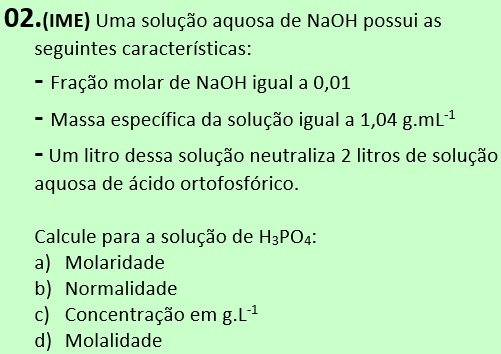 02.(IME) Uma solução aquosa de NaOH possui as
seguintes características:
- Fração molar de NaOH igual a 0,01
- Massa específica da solução igual a 1,04 g.mL⁻¹
- Um litro dessa solução neutraliza 2 litros de solução
aquosa de ácido ortofosfórico.
Calcule para a solução de H₃PO₄:
a) Molaridade
b) Normalidade
c) Concentração em g.L⁻¹
d) Molalidade